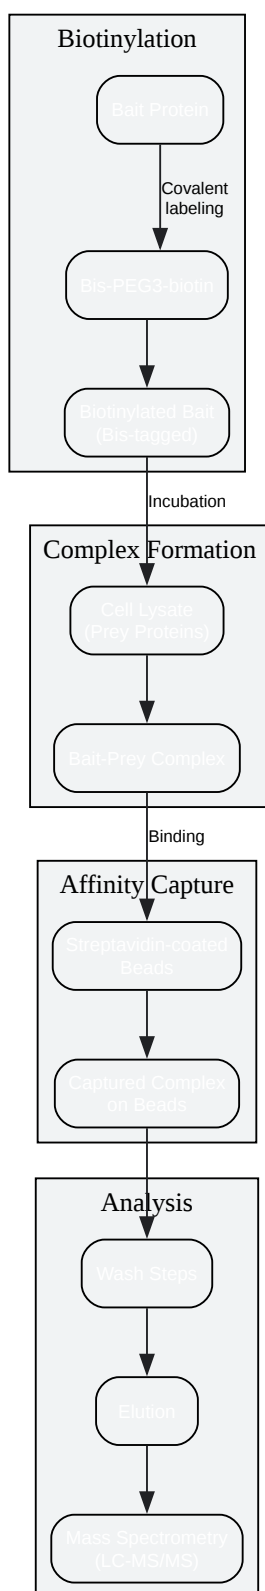 Biotinylation
Bait Protein
Covalent
labeling
Bis-PEG3-biotin
Biotinylated Bait
(Bis-tagged)
Incubation
Complex Formation
Cell Lysate
(Prey Proteins)
Bait-Prey Complex
Binding
Affinity Capture
Streptavidin-coated
Beads
Captured Complex
on Beads
Analysis
Wash Steps
Elution
Mass Spectrometry
(LC-MS/MS)